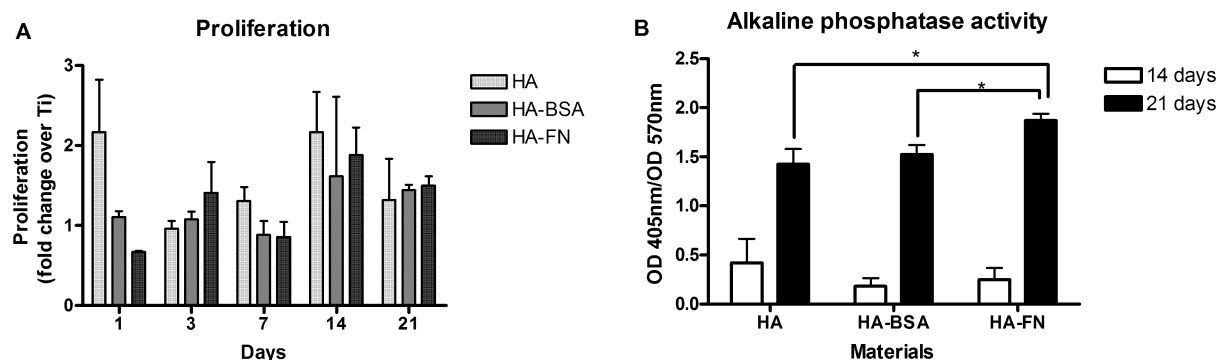 A
Proliferation
Proliferation
(fold change over Ti)
3
2
1
0
1 3 7 14 21
Days
HA
HA-BSA
HA-FN
B
Alkaline phosphatase activity
OD 405nm/OD 570nm
2.5
2.0
1.5
1.0
0.5
0.0
*
*
HA HA-BSA HA-FN
Materials
14 days
21 days